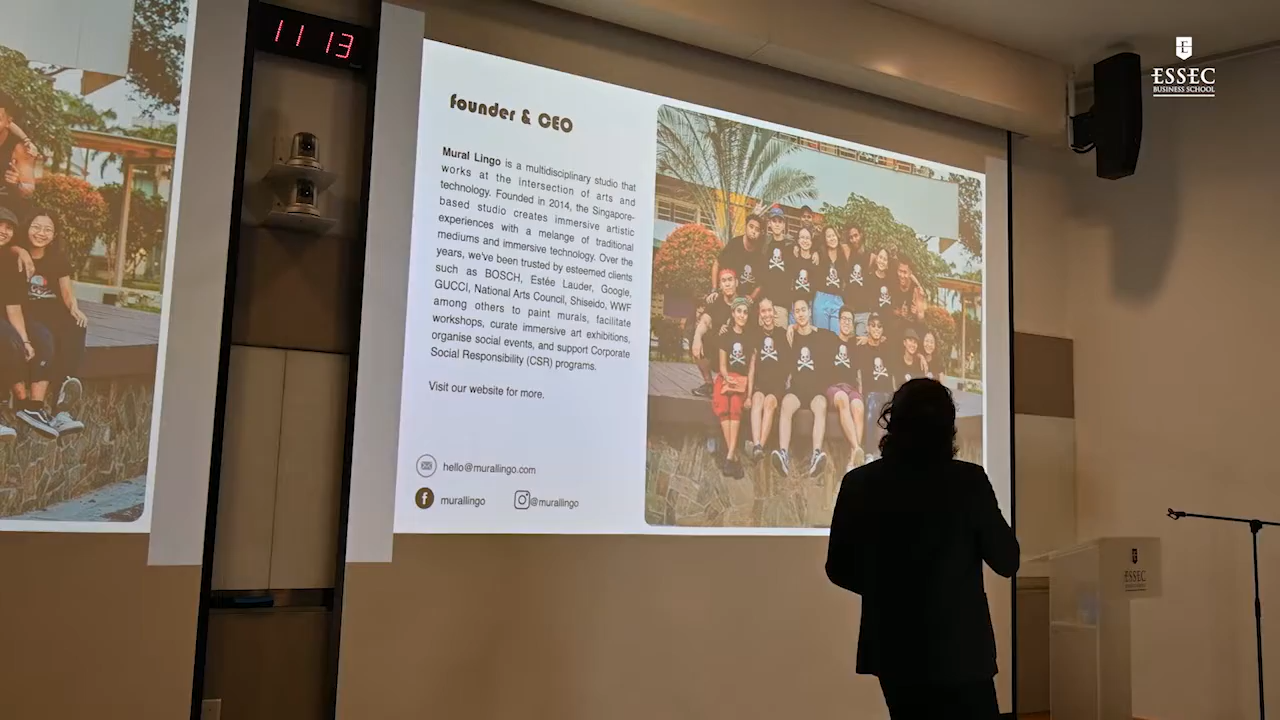 11 13
ESSEC
BUSINESS SCHOOL
founder & CEO
Mural Lingo is a multidisciplinary studio that
works at the intersection of arts and
technology. Founded in 2014, the Singapore-
based studio creates immersive artistic
experiences with a melange of traditional
mediums and immersive technology. Over the
years, we've been trusted by esteemed clients
such as BOSCH, Estée Lauder, Google,
GUCCI, National Arts Council, Shiseido, WWF
among others to paint murals, facilitate
workshops, curate immersive art exhibitions,
organise social events, and support Corporate
Social Responsibility (CSR) programs.
Visit our website for more.
hello@murallingo.com
f murallingo
@murallingo
ESSEC